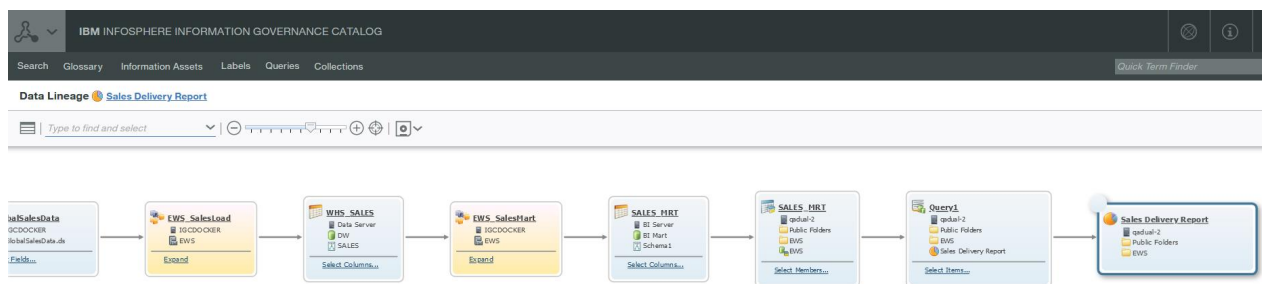 IBM INFOSPHERE INFORMATION GOVERNANCE CATALOG
Search Glossary Information Assets Labels Queries Collections Quick Term Finder
Data Lineage Sales Delivery Report
Type to find and select
balSalesData
GCDOCKER
GlobalSalesData.ds
Fields...
EWS_SalesLoad
IGCDOCKER
EWS
Expand
WHS_SALES
Data Server
DW
SALES
Select Columns...
EWS_SalesMart
IGCDOCKER
EWS
Expand
SALES_MRT
BI Server
BI Mart
Schema1
Select Columns...
SALES_MRT
qadual-2
Public Folders
EWS
EWS
Select Members...
Query1
qadual-2
Public Folders
EWS
Sales Delivery Report
Select Items...
Sales Delivery Report
qadual-2
Public Folders
EWS